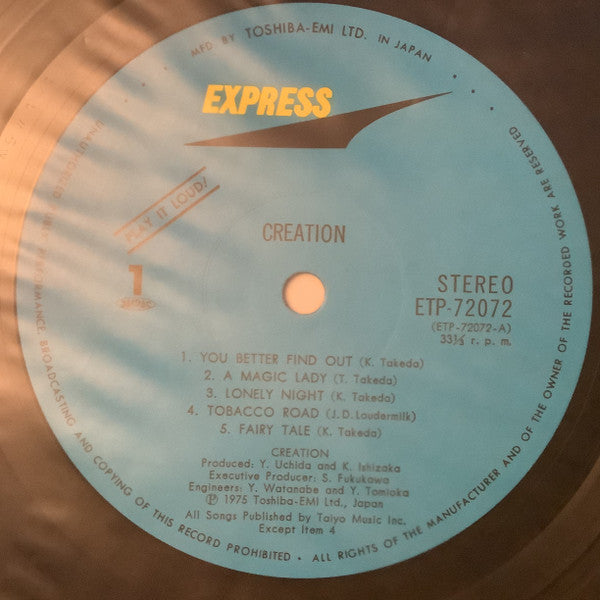 MFD. BY TOSHIBA-EMI LTD. IN JAPAN
EXPRESS
PLAY IT LOUD!
CREATION
1
STEREO
ETP-72072
(ETP-72072-A)
33⅓ r. p. m.
1. YOU BETTER FIND OUT (K. Takeda)
2. A MAGIC LADY (T. Takeda)
3. LONELY NIGHT (K. Takeda)
4. TOBACCO ROAD (J.D. Loudermilk)
5. FAIRY TALE (K. Takeda)
CREATION
Produced: Y. Uchida and K. Ishizaka
Executive Producer: S. Fukukawa
Engineers: Y. Watanabe and Y. Tomioka
Ⓟ 1975 Toshiba-EMI Ltd., Japan
All Songs Published by Taiyo Music Inc.
Except Item 4
UNAUTHORIZED PUBLIC PERFORMANCE, BROADCASTING AND COPYING OF THIS RECORD PROHIBITED • ALL RIGHTS OF THE MANUFACTURER AND OF THE OWNER OF THE RECORDED WORK ARE RESERVED